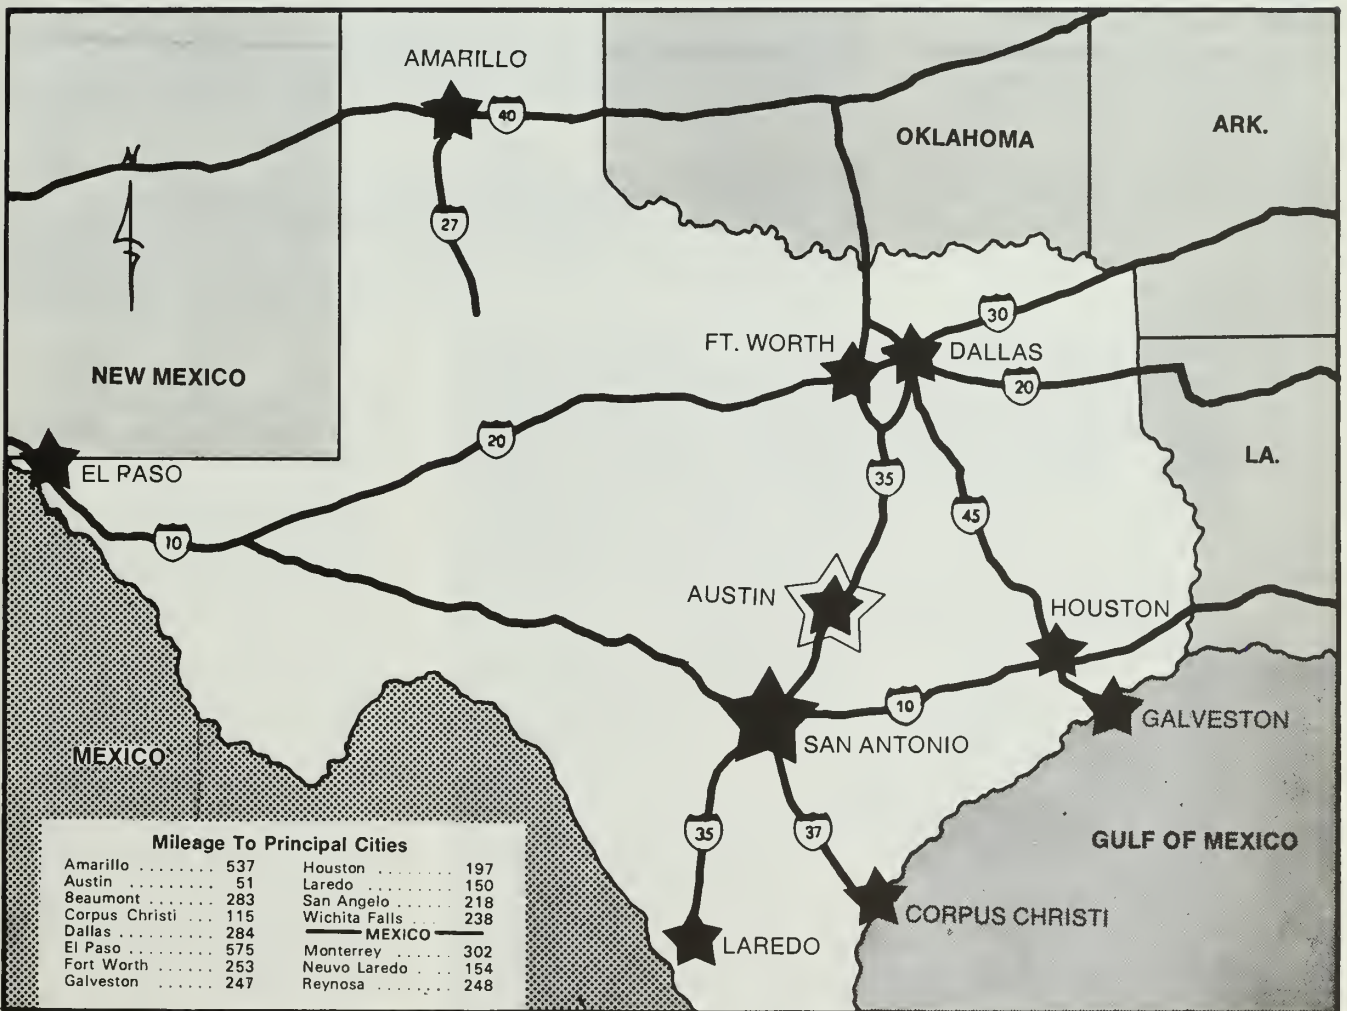 AMARILLO
40
OKLAHOMA
ARK.
N
27
30
FT. WORTH
DALLAS
NEW MEXICO
20
20
EL PASO
LA.
35
45
10
AUSTIN
HOUSTON
10
GALVESTON
SAN ANTONIO
MEXICO
35
37
GULF OF MEXICO
CORPUS CHRISTI
LAREDO
Mileage To Principal Cities
Amarillo ........ 537
Austin ......... 51
Beaumont ....... 283
Corpus Christi ... 115
Dallas .......... 284
El Paso .......... 575
Fort Worth ...... 253
Galveston ...... 247
Houston ........ 197
Laredo ......... 150
San Angelo ...... 218
Wichita Falls ... 238
MEXICO
Monterrey ...... 302
Neuvo Laredo ... 154
Reynosa ........ 248